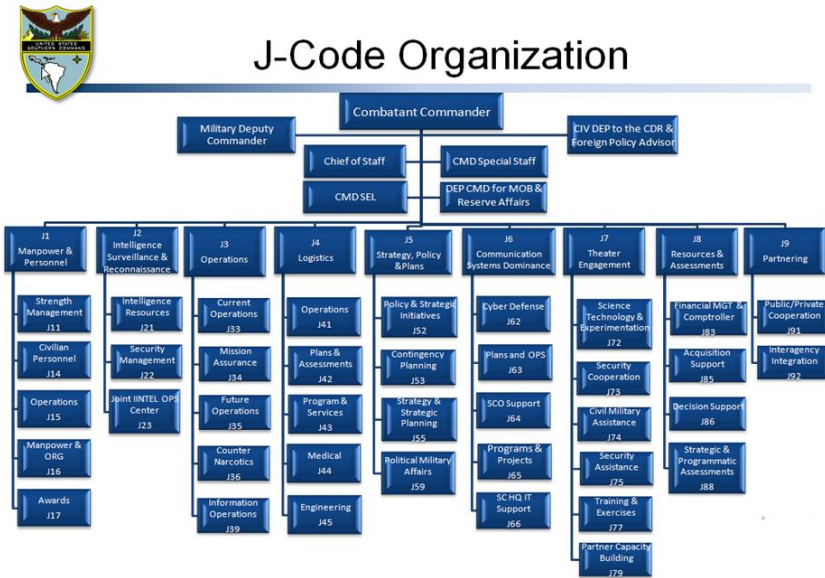 UNITED STATES
SOUTHERN COMMAND
J-Code Organization
Combatant Commander
Military Deputy
Commander
CIV DEP to the CDR &
Foreign Policy Advisor
Chief of Staff
CMD Special Staff
CMD SEL
DEP CMD for MOB &
Reserve Affairs
J1
Manpower &
Personnel
J2
Intelligence
Surveillance &
Reconnaissance
J3
Operations
J4
Logistics
J5
Strategy, Policy
&Plans
J6
Communication
Systems Dominance
J7
Theater
Engagement
J8
Resources &
Assessments
J9
Partnering
Strength
Management
J11
Civilian
Personnel
J14
Operations
J15
Manpower &
ORG
J16
Awards
J17
Intelligence
Resources
J21
Security
Management
J22
Joint IINTEL OPS
Center
J23
Current
Operations
J33
Mission
Assurance
J34
Future
Operations
J35
Counter
Narcotics
J36
Information
Operations
J39
Operations
J41
Plans &
Assessments
J42
Program &
Services
J43
Medical
J44
Engineering
J45
Policy & Strategic
Initiatives
J52
Contingency
Planning
J53
Strategy &
Strategic
Planning
J55
Political Military
Affairs
J59
Cyber Defense
J62
Plans and OPS
J63
SCO Support
J64
Programs &
Projects
J65
SC HQ IT
Support
J66
Science
Technology &
Experimentation
J72
Security
Cooperation
J73
Civil Military
Assistance
J74
Security
Assistance
J75
Training &
Exercises
J77
Partner Capacity
Building
J79
Financial MGT &
Comptroller
J83
Acquisition
Support
J85
Decision Support
J86
Strategic &
Programmatic
Assessments
J88
Public/Private
Cooperation
J91
Interagency
Integration
J92